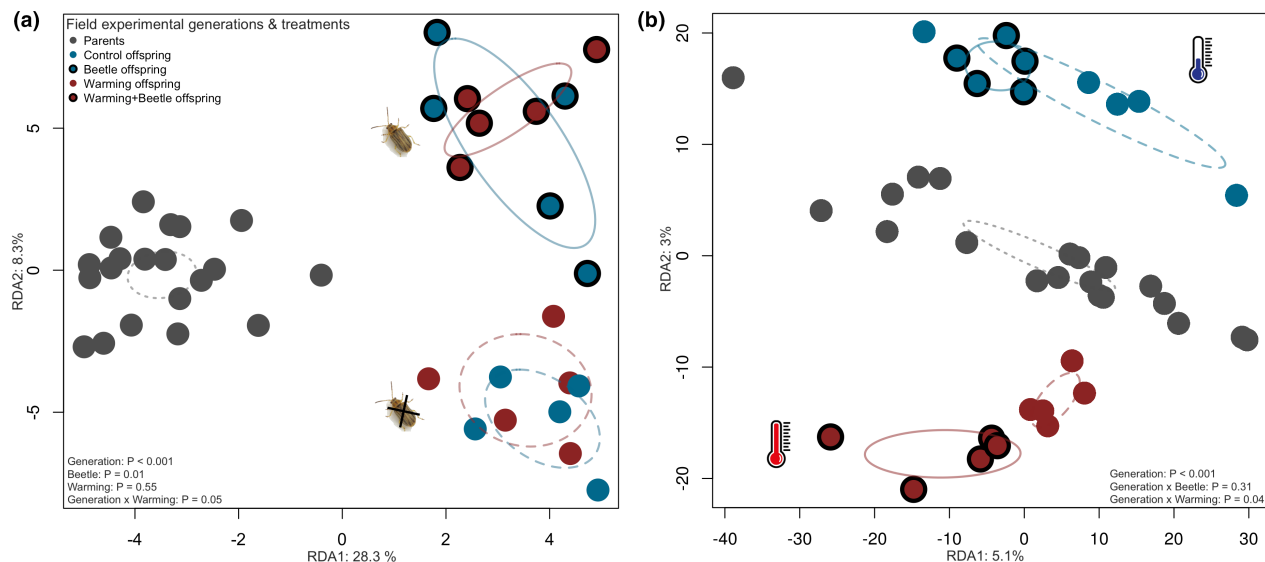 (a)
Field experimental generations & treatments
Parents
Control offspring
Beetle offspring
Warming offspring
Warming+Beetle offspring
5
0
-5
RDA2: 8.3%
Generation: P < 0.001
Beetle: P = 0.01
Warming: P = 0.55
Generation x Warming: P = 0.05
-4
-2
0
2
4
RDA1: 28.3 %
(b)
20
10
0
-10
-20
RDA2: 3%
Generation: P < 0.001
Generation x Beetle: P = 0.31
Generation x Warming: P = 0.04
-40
-30
-20
-10
0
10
20
30
RDA1: 5.1%